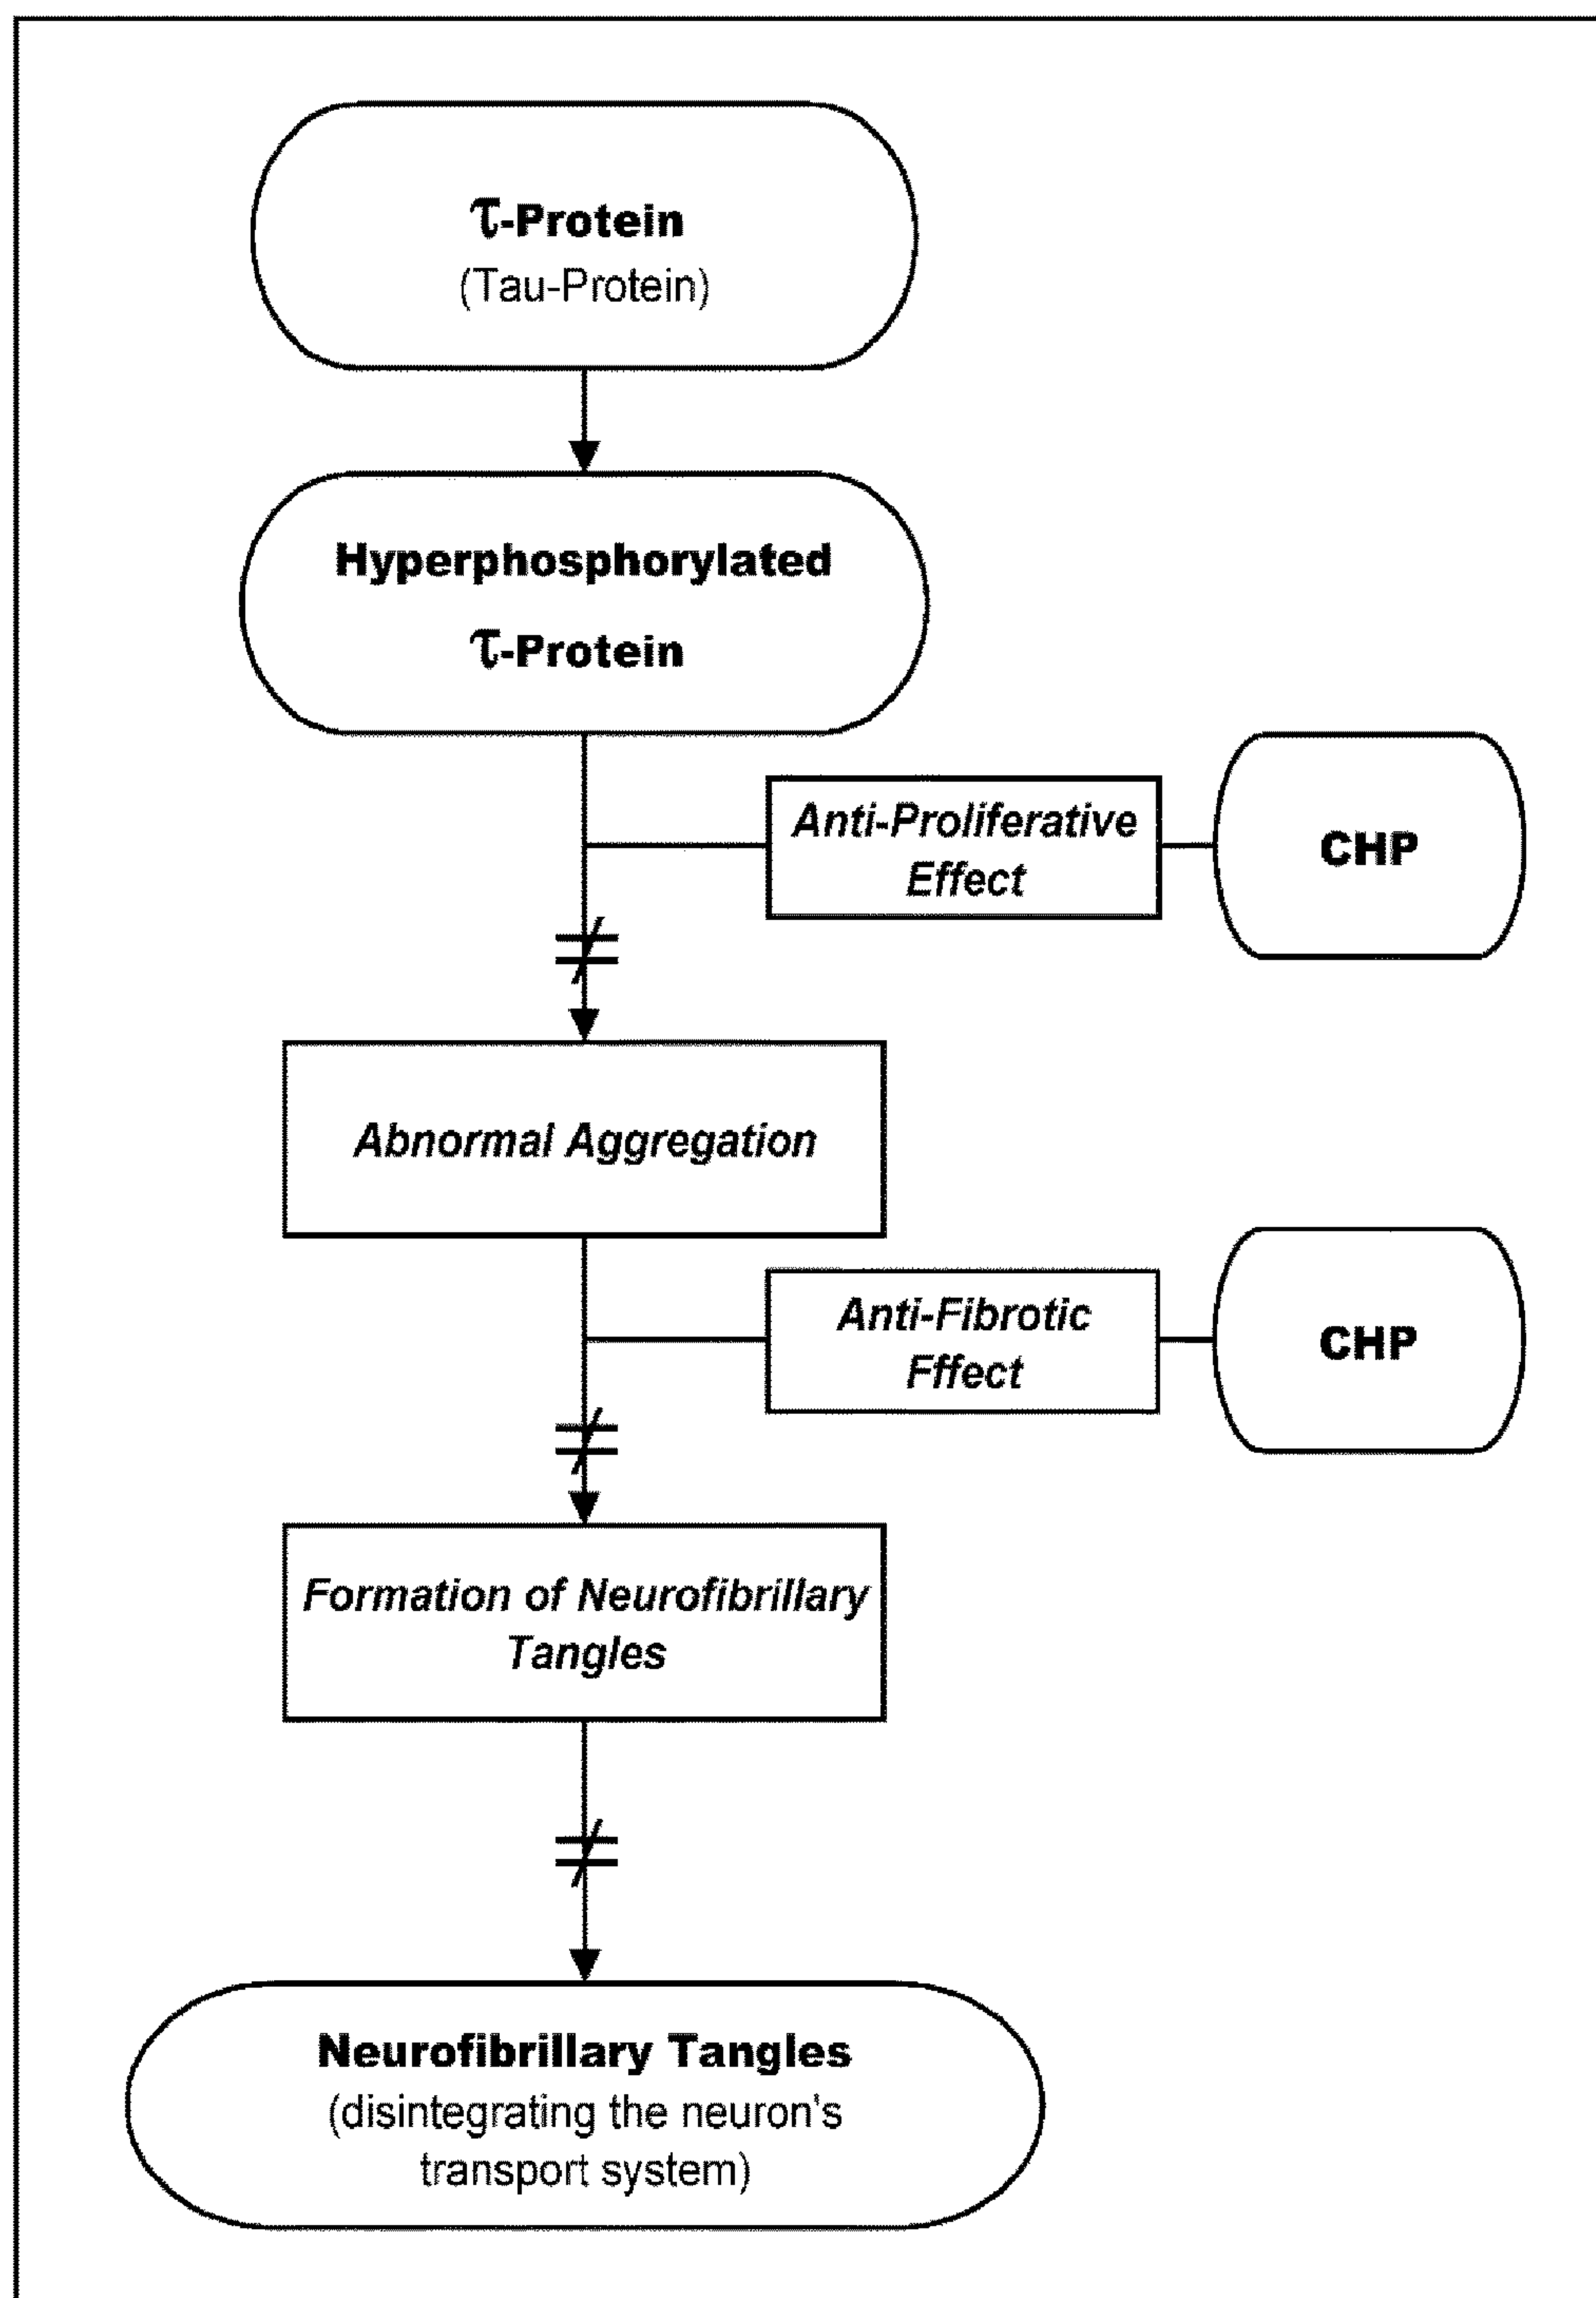 τ-Protein
(Tau-Protein)
Hyperphosphorylated
τ-Protein
Anti-Proliferative
Effect
CHP
Abnormal Aggregation
Anti-Fibrotic
Fffect
CHP
Formation of Neurofibrillary
Tangles
Neurofibrillary Tangles
(disintegrating the neuron's
transport system)